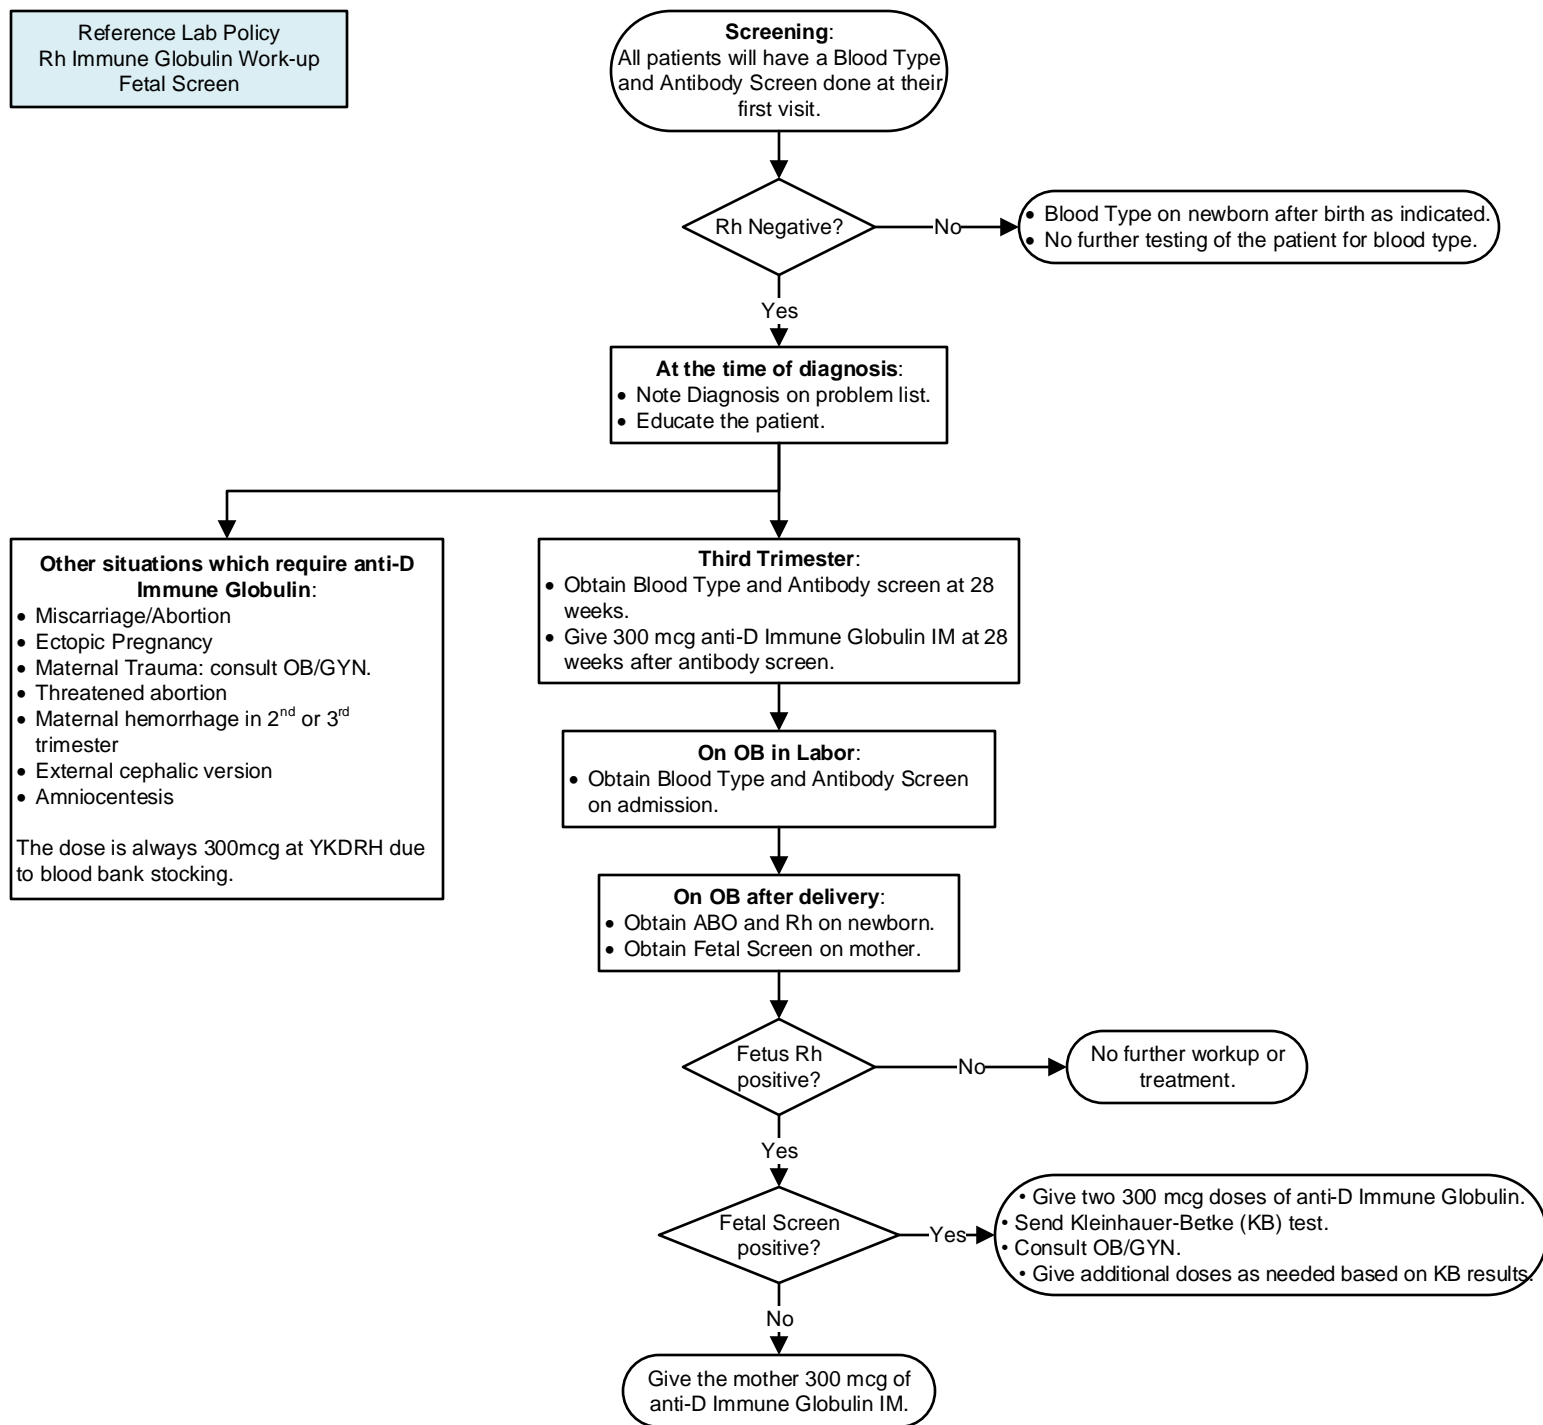 Reference Lab Policy
Rh Immune Globulin Work-up
Fetal Screen
Screening:
All patients will have a Blood Type
and Antibody Screen done at their
first visit.
Rh Negative?
No
• Blood Type on newborn after birth as indicated.
• No further testing of the patient for blood type.
Yes
At the time of diagnosis:
• Note Diagnosis on problem list.
• Educate the patient.
Other situations which require anti-D
Immune Globulin:
• Miscarriage/Abortion
• Ectopic Pregnancy
• Maternal Trauma: consult OB/GYN.
• Threatened abortion
• Maternal hemorrhage in 2nd or 3rd
trimester
• External cephalic version
• Amniocentesis
The dose is always 300mcg at YKDRH due
to blood bank stocking.
Third Trimester:
• Obtain Blood Type and Antibody screen at 28
weeks.
• Give 300 mcg anti-D Immune Globulin IM at 28
weeks after antibody screen.
On OB in Labor:
• Obtain Blood Type and Antibody Screen
on admission.
On OB after delivery:
• Obtain ABO and Rh on newborn.
• Obtain Fetal Screen on mother.
Fetus Rh
positive?
No
No further workup or
treatment.
Yes
Fetal Screen
positive?
Yes
• Give two 300 mcg doses of anti-D Immune Globulin.
• Send Kleinhauer-Betke (KB) test.
• Consult OB/GYN.
• Give additional doses as needed based on KB results.
No
Give the mother 300 mcg of
anti-D Immune Globulin IM.